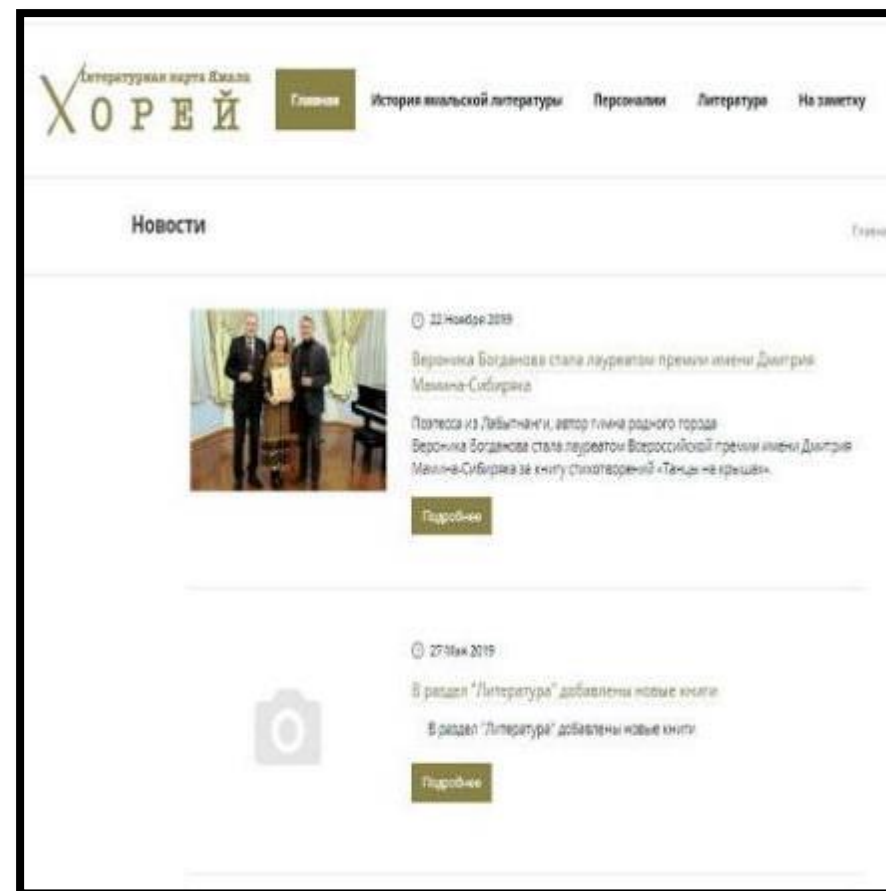 Литературная карта Ямала
ХОРЕЙ
Главная
История ямальской литературы
Персоналии
Литература
На заметку
Новости
22 Ноября 2019
Вероника Богданова стала лауреатом премии имени Дмитрия
Мамина-Сибиряка
Поэтесса из Лабытнанги, автор гимна родного города
Вероника Богданова стала лауреатом Всероссийской премии имени Дмитрия
Мамина-Сибиряка за книгу стихотворений «Танцы на крышах».
Подробнее
27 Мая 2019
В раздел "Литература" добавлены новые книги
В раздел "Литература" добавлены новые книги
Подробнее